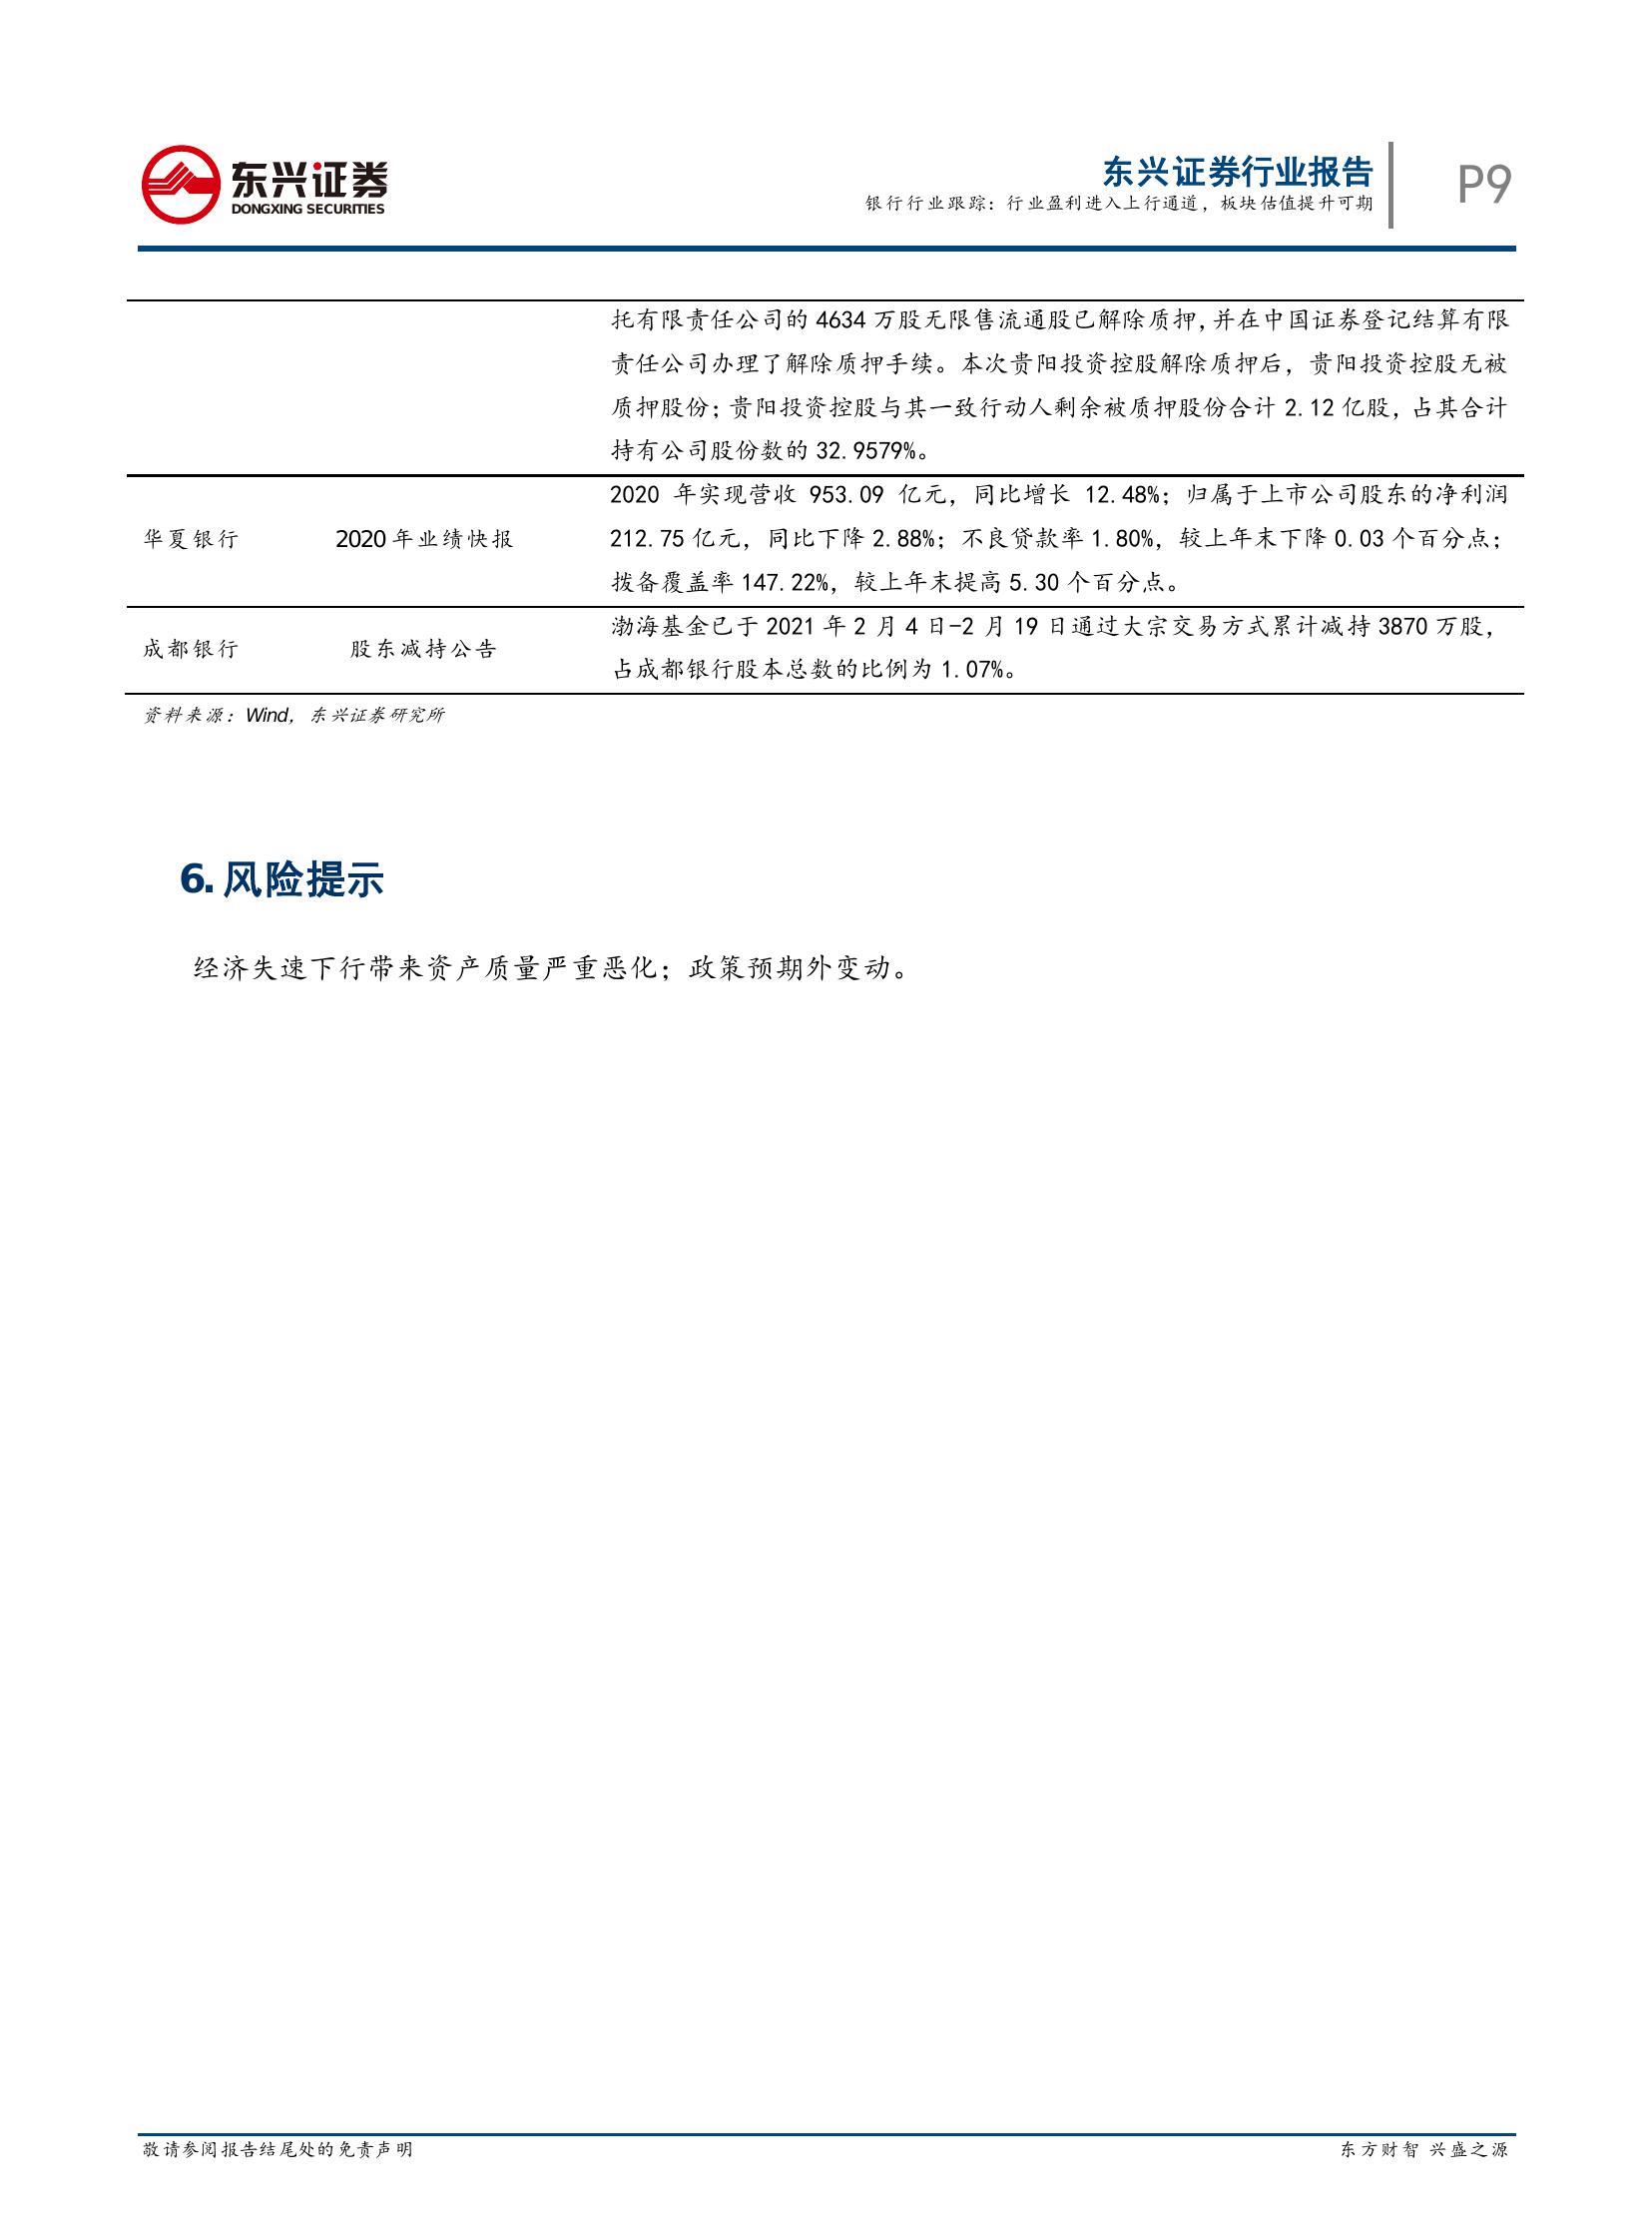 东兴证券
DONGXING SECURITIES
东兴证券行业报告
银行行业跟踪：行业盈利进入上行通道，板块估值提升可期
P9
托有限责任公司的 4634 万股无限售流通股已解除质押，并在中国证券登记结算有限
责任公司办理了解除质押手续。本次贵阳投资控股解除质押后，贵阳投资控股无被
质押股份；贵阳投资控股与其一致行动人剩余被质押股份合计 2.12 亿股，占其合计
持有公司股份数的 32.9579%。
华夏银行
2020 年业绩快报
2020 年实现营收 953.09 亿元，同比增长 12.48%；归属于上市公司股东的净利润
212.75 亿元，同比下降 2.88%；不良贷款率 1.80%，较上年末下降 0.03 个百分点；
拨备覆盖率 147.22%，较上年末提高 5.30 个百分点。
成都银行
股东减持公告
渤海基金已于 2021 年 2 月 4 日-2 月 19 日通过大宗交易方式累计减持 3870 万股，
占成都银行股本总数的比例为 1.07%。
资料来源：Wind，东兴证券研究所
6. 风险提示
经济失速下行带来资产质量严重恶化；政策预期外变动。
敬请参阅报告结尾处的免责声明
东方财智 兴盛之源